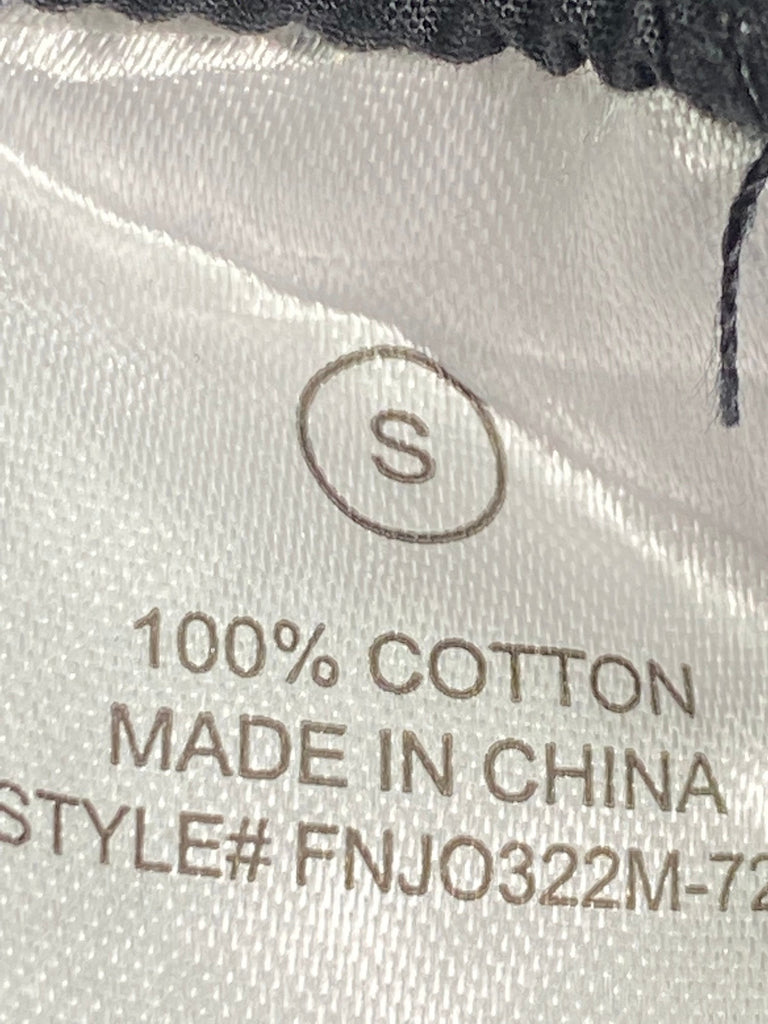 S
100% COTTON
MADE IN CHINA
STYLE# FNJO322M-72